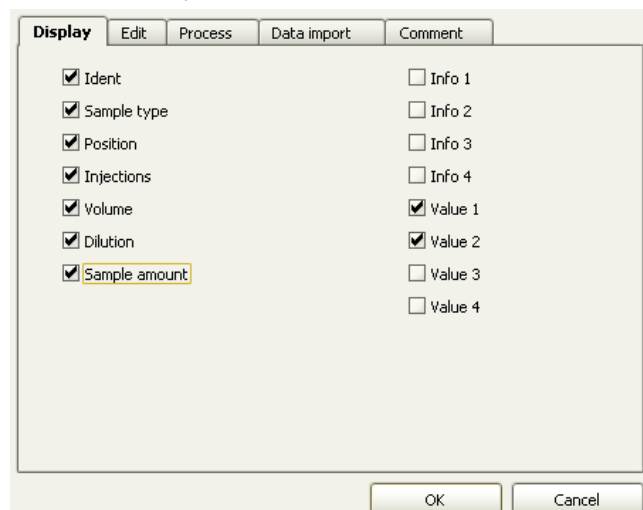 Display Edit Process Data import Comment
Ident
Sample type
Position
Injections
Volume
Dilution
Sample amount
Info 1
Info 2
Info 3
Info 4
Value 1
Value 2
Value 3
Value 4
OK Cancel